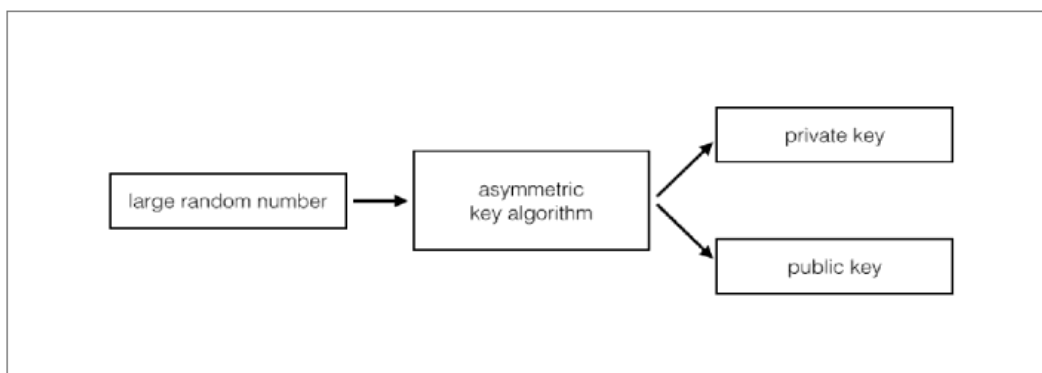 large random number
asymmetric
key algorithm
private key
public key